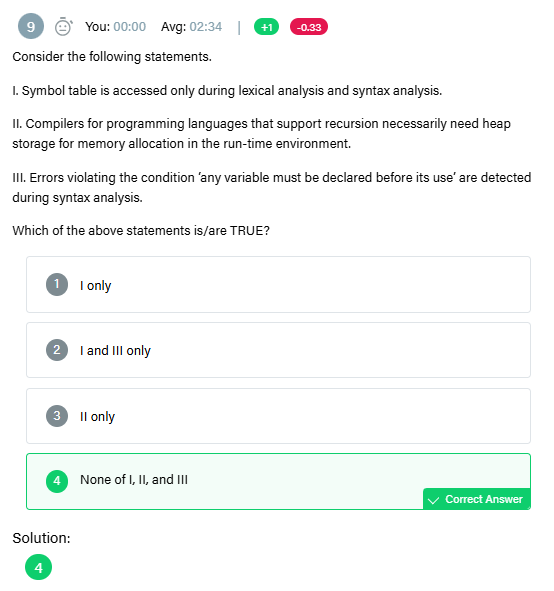 9 You: 00:00 Avg: 02:34 | +1 -0.33
Consider the following statements.
I. Symbol table is accessed only during lexical analysis and syntax analysis.
II. Compilers for programming languages that support recursion necessarily need heap
storage for memory allocation in the run-time environment.
III. Errors violating the condition ‘any variable must be declared before its use’ are detected
during syntax analysis.
Which of the above statements is/are TRUE?
1 I only
2 I and III only
3 II only
4 None of I, II, and III
Correct Answer
Solution:
4